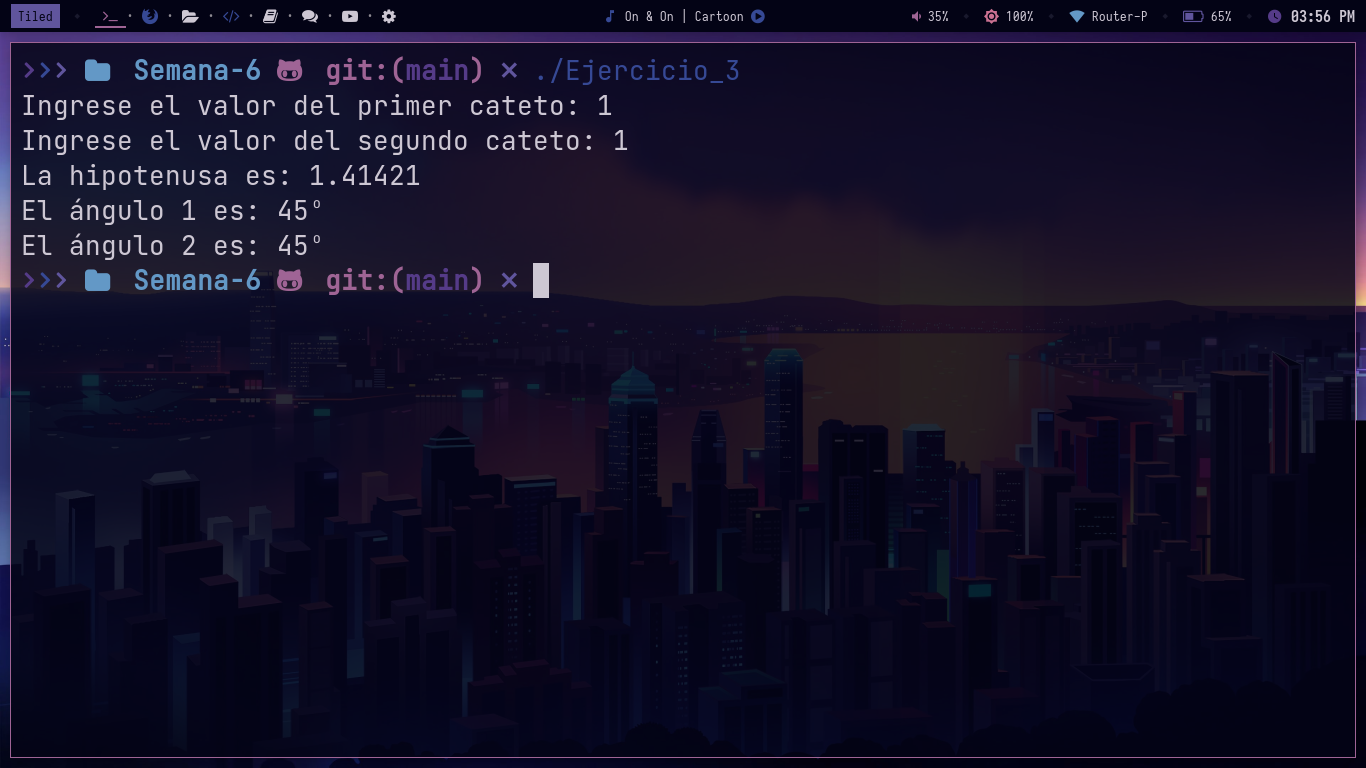 Tiled On & On | Cartoon 35% 100% Router-P 65% 03:56 PM
>>> Semana-6 git:(main) × ./Ejercicio_3
Ingrese el valor del primer cateto: 1
Ingrese el valor del segundo cateto: 1
La hipotenusa es: 1.41421
El ángulo 1 es: 45º
El ángulo 2 es: 45º
>>> Semana-6 git:(main) ×